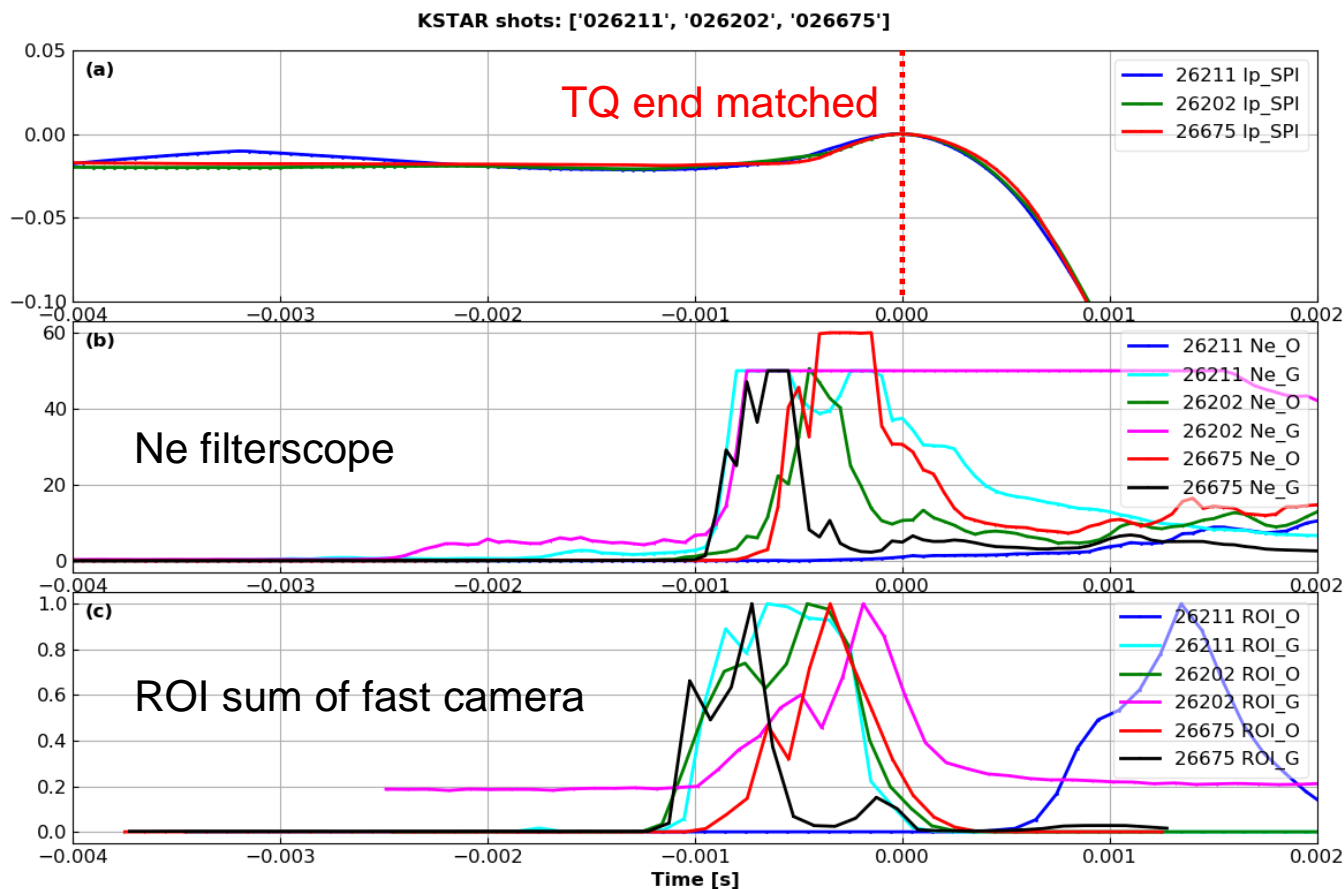 KSTAR shots: ['026211', '026202', '026675']
0.05
(a)
TQ end matched
26211 Ip_SPI
26202 Ip_SPI
26675 Ip_SPI
0.00
−0.05
−0.10
−0.004
−0.003
−0.002
−0.001
0.000
0.001
0.002
60
(b)
26211 Ne_O
26211 Ne_G
26202 Ne_O
26202 Ne_G
26675 Ne_O
26675 Ne_G
40
Ne filterscope
20
0
−0.004
−0.003
−0.002
−0.001
0.000
0.001
0.002
1.0
(c)
26211 ROI_O
26211 ROI_G
26202 ROI_O
26202 ROI_G
26675 ROI_O
26675 ROI_G
0.8
0.6
ROI sum of fast camera
0.4
0.2
0.0
−0.004
−0.003
−0.002
−0.001
0.000
0.001
0.002
Time [s]